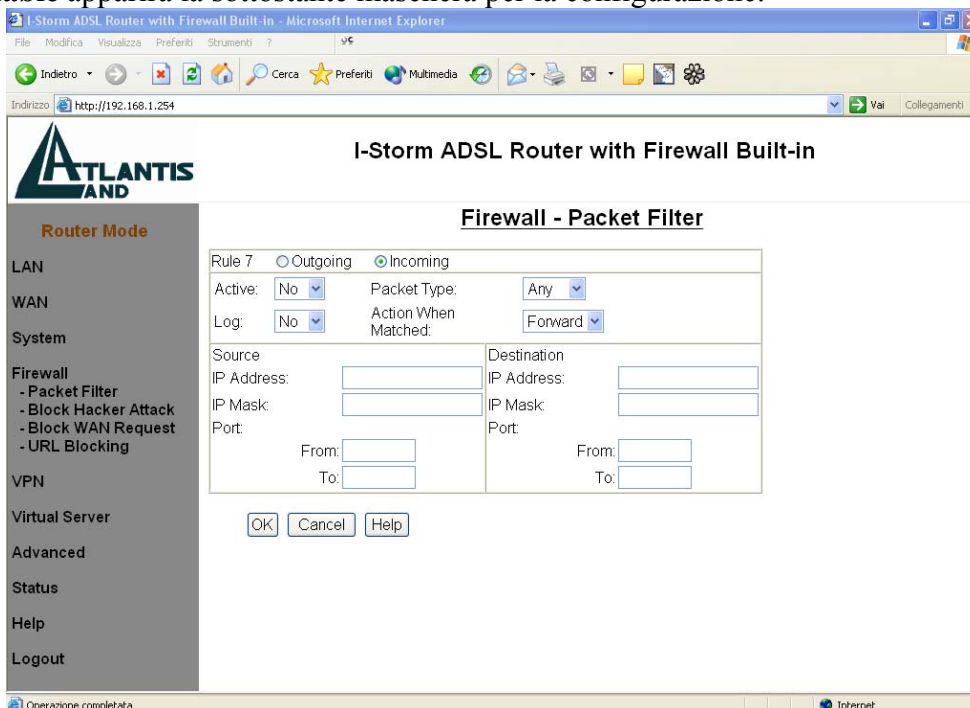 I-Storm ADSL Router with Firewall Built-in - Microsoft Internet Explorer
File Modifica Visualizza Preferiti Strumenti ?
Indietro Cerca Preferiti Multimedia
Indirizzo http://192.168.1.254 Vai Collegamenti
ATLANTIS
LAND
I-Storm ADSL Router with Firewall Built-in
Router Mode
LAN
WAN
System
Firewall
- Packet Filter
- Block Hacker Attack
- Block WAN Request
- URL Blocking
VPN
Virtual Server
Advanced
Status
Help
Logout
Firewall - Packet Filter
Rule 7 Outgoing Incoming
Active: No Packet Type: Any
Log: No Action When Matched: Forward
Source Destination
IP Address: IP Address:
IP Mask: IP Mask:
Port: Port:
From: From:
To: To:
OK Cancel Help
Operazione completata Internet